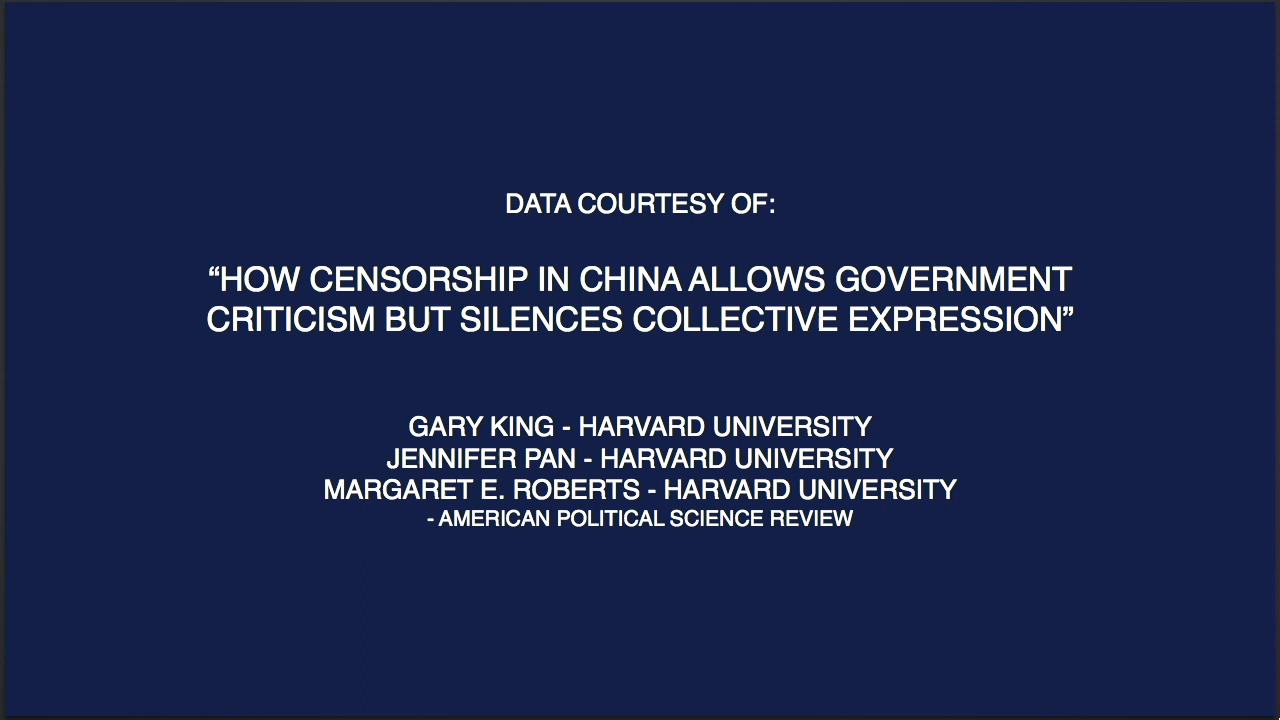 DATA COURTESY OF:
“HOW CENSORSHIP IN CHINA ALLOWS GOVERNMENT
CRITICISM BUT SILENCES COLLECTIVE EXPRESSION”
GARY KING - HARVARD UNIVERSITY
JENNIFER PAN - HARVARD UNIVERSITY
MARGARET E. ROBERTS - HARVARD UNIVERSITY
- AMERICAN POLITICAL SCIENCE REVIEW